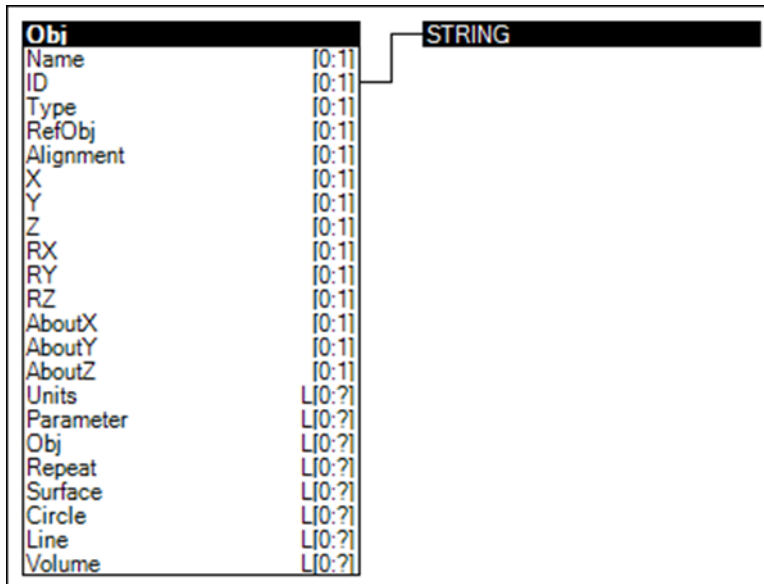 Obj STRING
Name [0:1]
ID [0:1]
Type [0:1]
RefObj [0:1]
Alignment [0:1]
X [0:1]
Y [0:1]
Z [0:1]
RX [0:1]
RY [0:1]
RZ [0:1]
AboutX [0:1]
AboutY [0:1]
AboutZ [0:1]
Units L[0:?]
Parameter L[0:?]
Obj L[0:?]
Repeat L[0:?]
Surface L[0:?]
Circle L[0:?]
Line L[0:?]
Volume L[0:?]